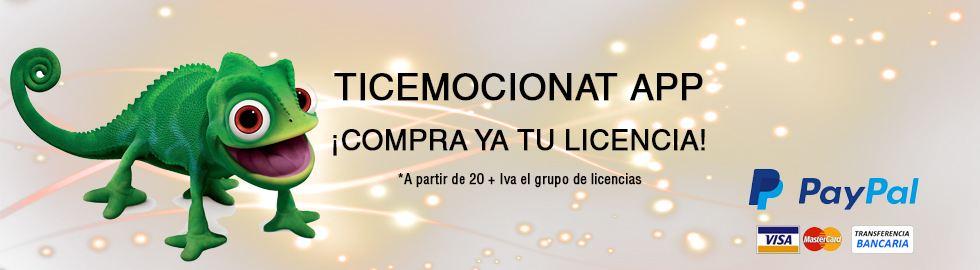 TICEMOCIONAT APP
¡COMPRA YA TU LICENCIA!
*A partir de 20 + Iva el grupo de licencias
PayPal
VISA
MasterCard
TRANSFERENCIA
BANCARIA